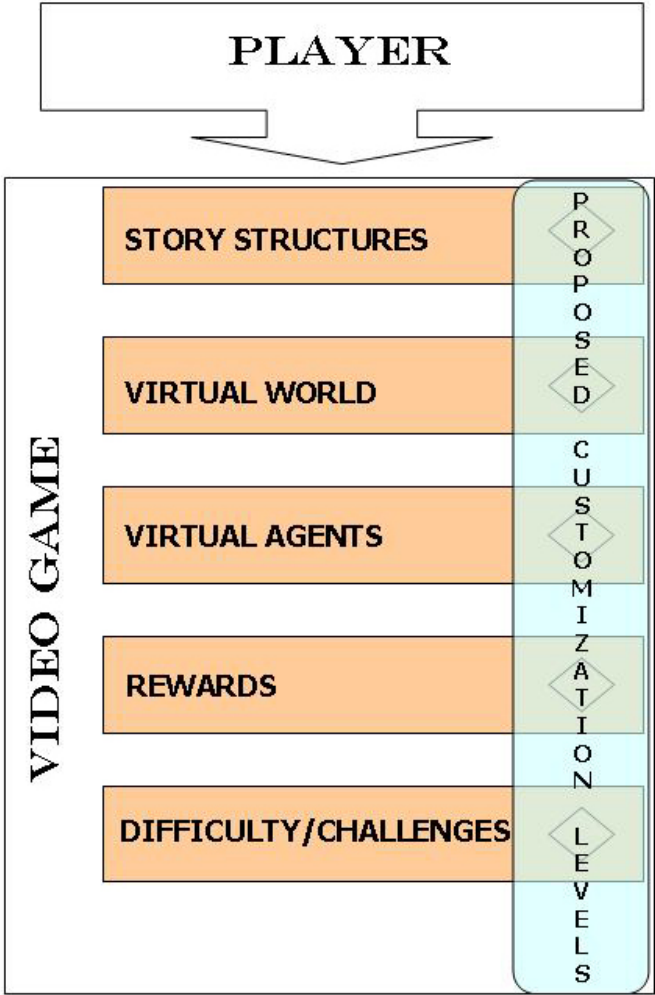 PLAYER
VIDEO GAME
STORY STRUCTURES
VIRTUAL WORLD
VIRTUAL AGENTS
REWARDS
DIFFICULTY/CHALLENGES
PROPOSED CUSTOMIZATION LEVELS